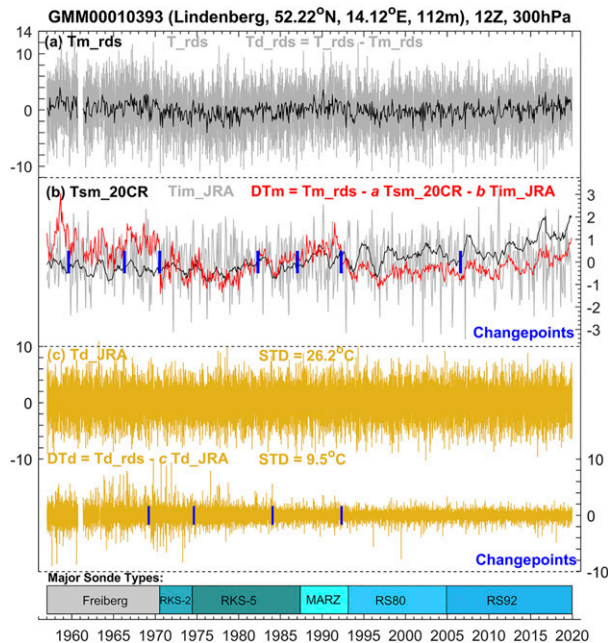 GMM00010393 (Lindenberg, 52.22°N, 14.12°E, 112m), 12Z, 300hPa
14
(a) Tm_rds T_rds Td_rds = T_rds - Tm_rds
0
-10
(b) Tsm_20CR Tim_JRA DTm = Tm_rds - a Tsm_20CR - b Tim_JRA
3
2
1
0
-1
-2
-3
Changepoints
10
(c) Td_JRA STD = 26.2°C
0
-10
DTd = Td_rds - c Td_JRA STD = 9.5°C
10
0
-10
Changepoints
Major Sonde Types:
Freiberg RKS-2 RKS-5 MARZ RS80 RS92
1960 1965 1970 1975 1980 1985 1990 1995 2000 2005 2010 2015 2020